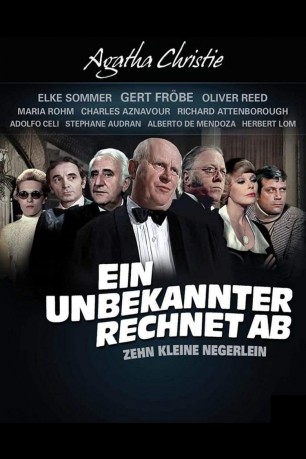 Agatha Christie
ELKE SOMMER GERT FRÖBE OLIVER REED
MARIA ROHM CHARLES AZNAVOUR RICHARD ATTENBOROUGH
ADOLFO CELI STEPHANE AUDRAN ALBERTO DE MENDOZA HERBERT LOM
EIN
UNBEKANNTER
RECHNET AB
ZEHN KLEINE NEGERLEIN